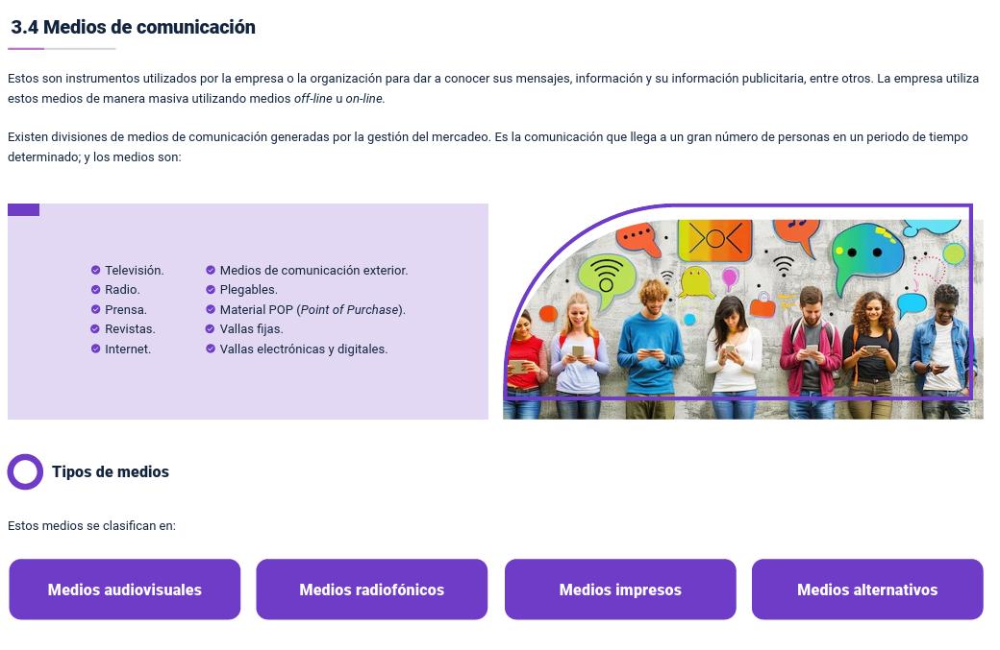 3.4 Medios de comunicación
Estos son instrumentos utilizados por la empresa o la organización para dar a conocer sus mensajes, información y su información publicitaria, entre otros. La empresa utiliza
estos medios de manera masiva utilizando medios off-line u on-line.
Existen divisiones de medios de comunicación generadas por la gestión del mercadeo. Es la comunicación que llega a un gran número de personas en un periodo de tiempo
determinado; y los medios son:
Televisión.
Radio.
Prensa.
Revistas.
Internet.
Medios de comunicación exterior.
Plegables.
Material POP (Point of Purchase).
Vallas fijas.
Vallas electrónicas y digitales.
Tipos de medios
Estos medios se clasifican en:
Medios audiovisuales
Medios radiofónicos
Medios impresos
Medios alternativos